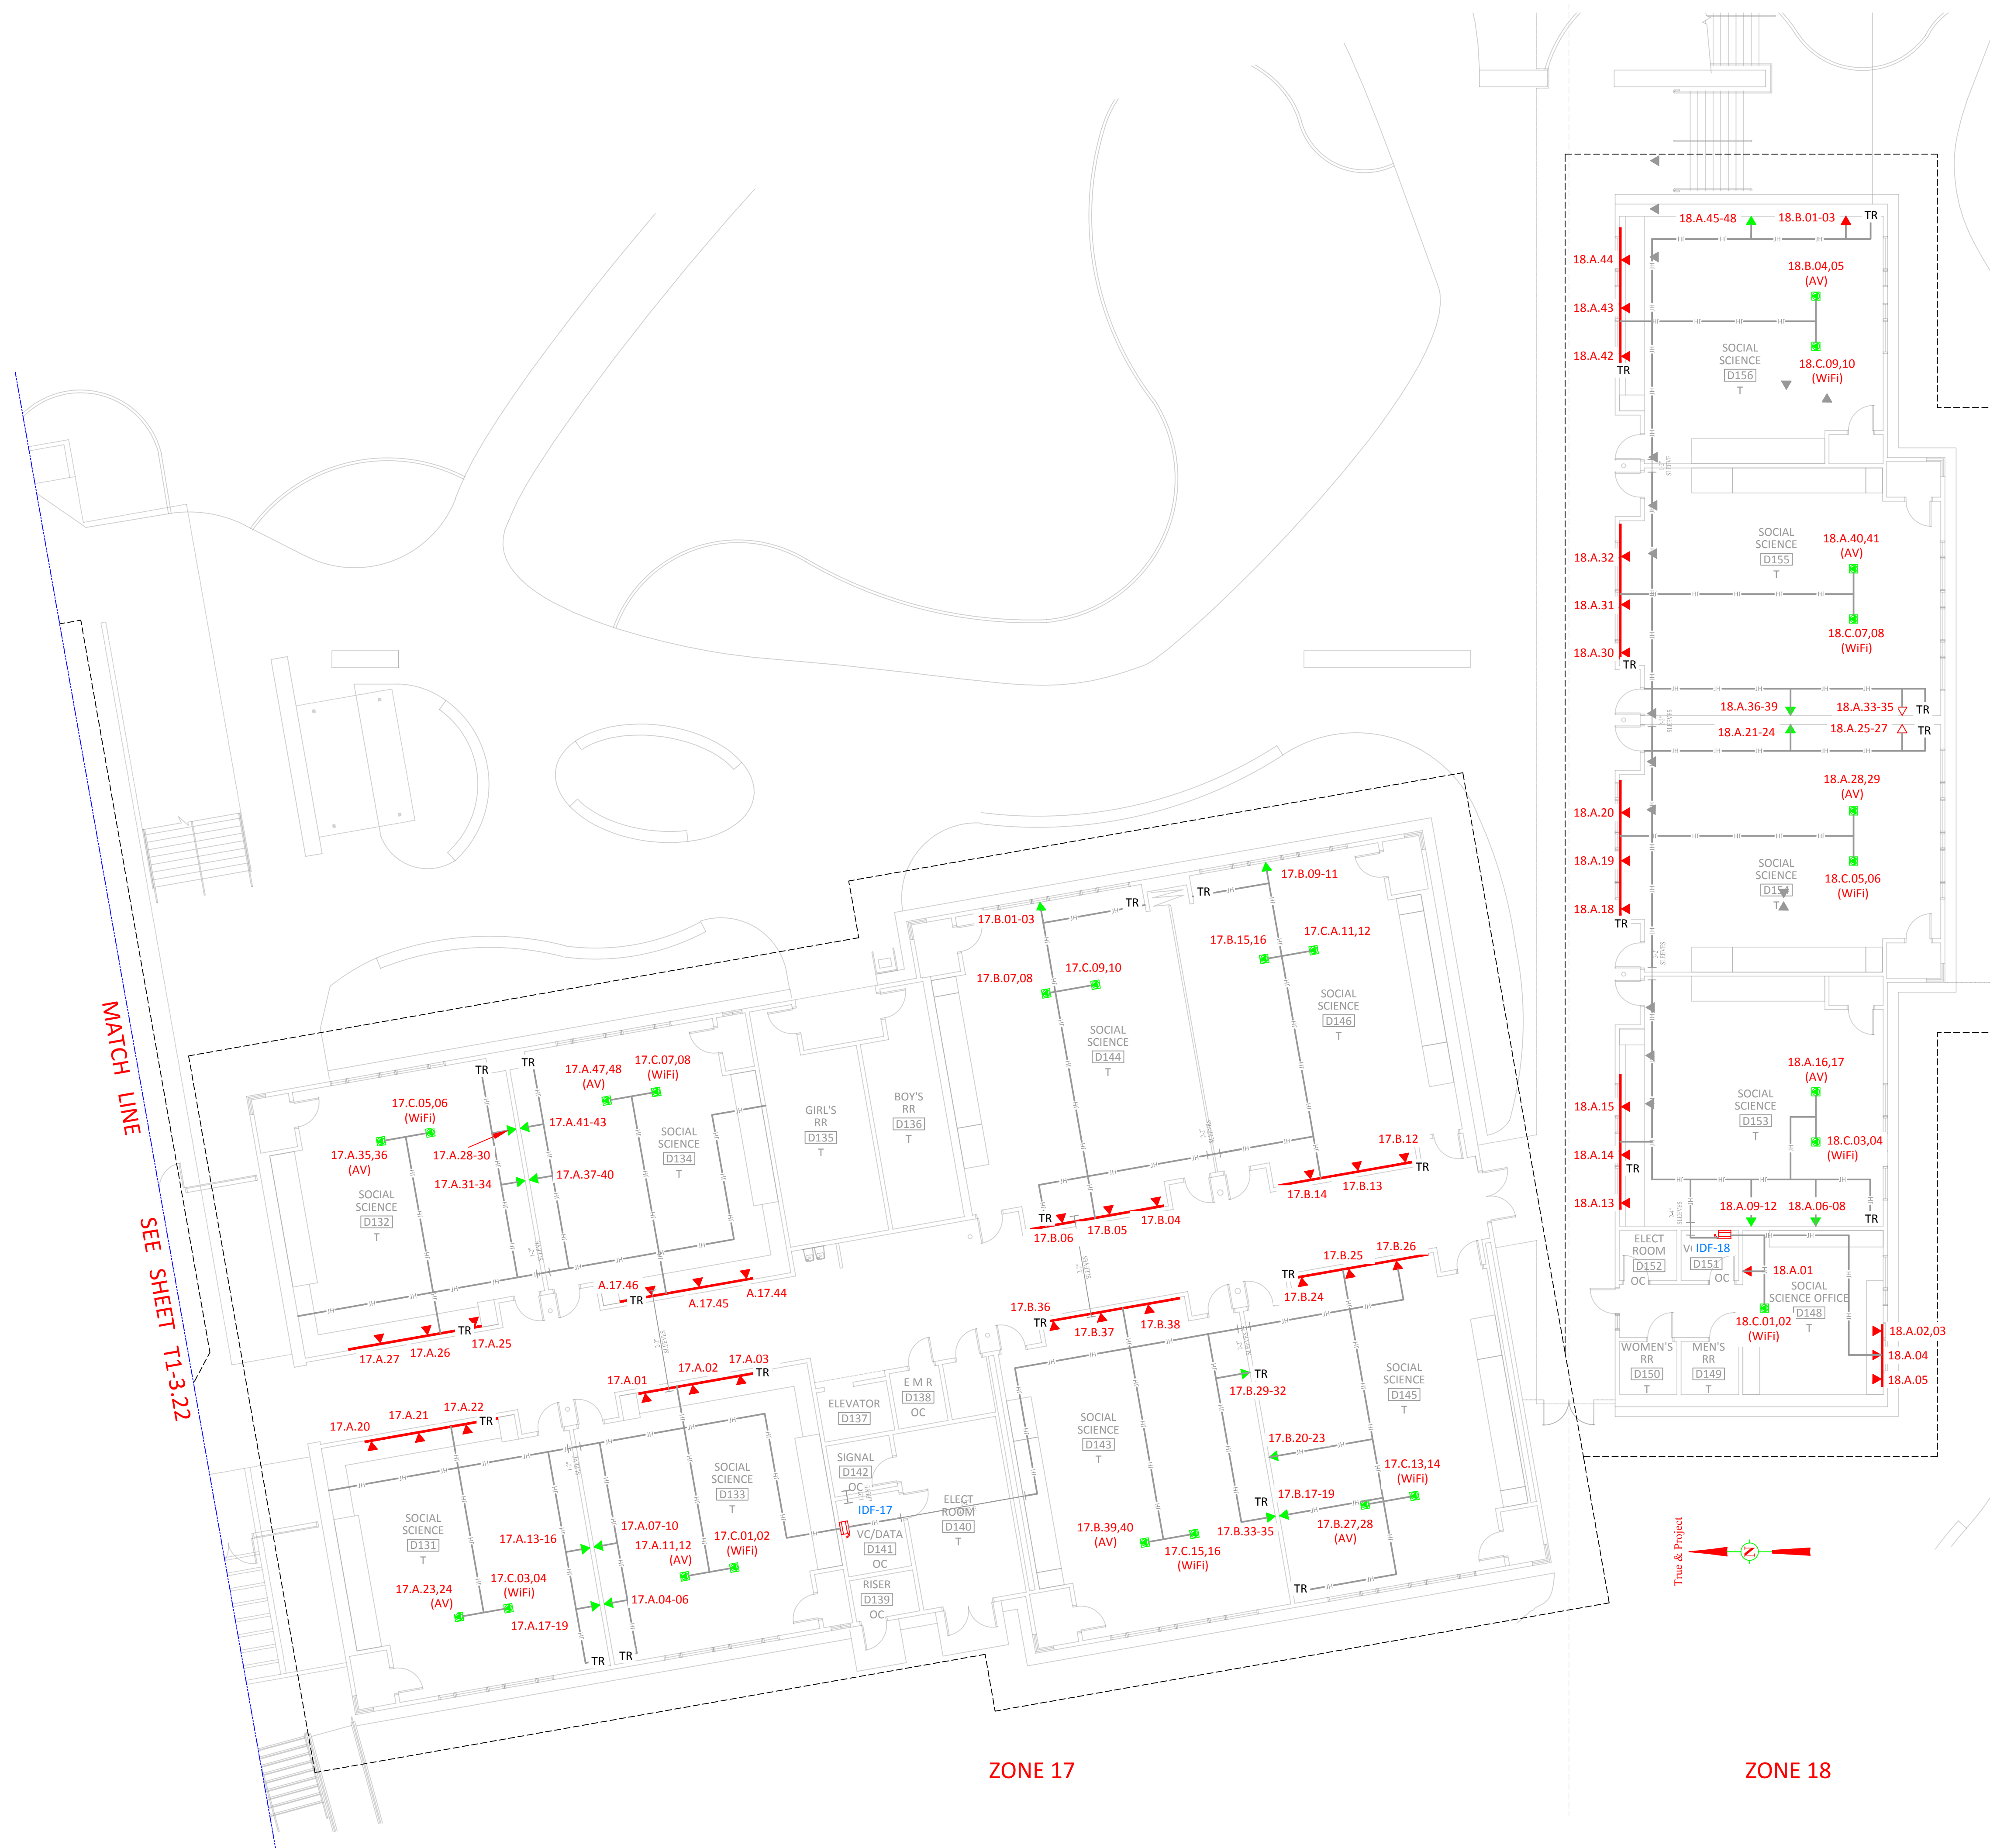 18.A.45-48
18.B.01-03
TR
18.A.44
18.B.04,05
(AV)
18.A.43
18.A.42
TR
SOCIAL
SCIENCE
D156
T
18.C.09,10
(WiFi)
SLEEVES
18.A.32
SOCIAL
SCIENCE
D155
T
18.A.40,41
(AV)
18.A.31
18.C.07,08
(WiFi)
18.A.30
TR
18.A.36-39
18.A.33-35
TR
SLEEVES
18.A.21-24
18.A.25-27
TR
18.A.28,29
(AV)
18.A.20
18.A.19
SOCIAL
SCIENCE
D154
18.C.05,06
(WiFi)
18.A.18
TR
SLEEVES
18.A.16,17
(AV)
18.A.15
SOCIAL
SCIENCE
D153
T
18.C.03,04
(WiFi)
18.A.14
TR
18.A.13
SLEEVES
18.A.09-12
18.A.06-08
TR
ELECT
ROOM
D152
OC
IDF-18
D151
OC
18.A.01
SOCIAL
SCIENCE OFFICE
D148
T
18.C.01,02
(WiFi)
18.A.02,03
18.A.04
18.A.05
WOMEN'S
RR
D150
T
MEN'S
RR
D149
T
17.B.09-11
TR
TR
17.B.01-03
17.B.15,16
17.C.A.11,12
17.B.07,08
17.C.09,10
SOCIAL
SCIENCE
D144
T
SOCIAL
SCIENCE
D146
T
SLEEVES
17.B.12
TR
17.B.13
17.B.14
TR
17.B.06
17.B.05
17.B.04
SLEEVES
MATCH LINE
SEE SHEET T1-3.22
TR
TR
17.A.47,48
(AV)
17.C.07,08
(WiFi)
17.C.05,06
(WiFi)
17.A.41-43
17.A.35,36
(AV)
17.A.28-30
17.A.31-34
17.A.37-40
SOCIAL
SCIENCE
D132
T
SOCIAL
SCIENCE
D134
T
GIRL'S
RR
D135
T
BOY'S
RR
D136
T
SLEEVES
A.17.46
TR
A.17.45
A.17.44
17.A.27
17.A.26
TR
17.A.25
SLEEVES
17.B.25
17.B.26
TR
17.B.24
17.B.36
TR
17.B.37
17.B.38
SLEEVES
17.A.01
17.A.02
17.A.03
TR
17.A.20
17.A.21
17.A.22
TR
SLEEVES
ELEVATOR
D137
E M R
D138
OC
SIGNAL
D142
OC
IDF-17
VC/DATA
D141
OC
ELECT
ROOM
D140
T
RISER
D139
OC
TR
17.B.29-32
17.B.20-23
SOCIAL
SCIENCE
D143
T
SOCIAL
SCIENCE
D145
T
17.C.13,14
(WiFi)
17.B.17-19
TR
17.B.33-35
17.B.27,28
(AV)
17.B.39,40
(AV)
17.C.15,16
(WiFi)
TR
SOCIAL
SCIENCE
D131
T
SOCIAL
SCIENCE
D133
T
17.A.13-16
17.A.07-10
17.A.11,12
(AV)
17.C.01,02
(WiFi)
17.A.23,24
(AV)
17.C.03,04
(WiFi)
17.A.04-06
17.A.17-19
TR
TR
True & Project
N
ZONE 17
ZONE 18